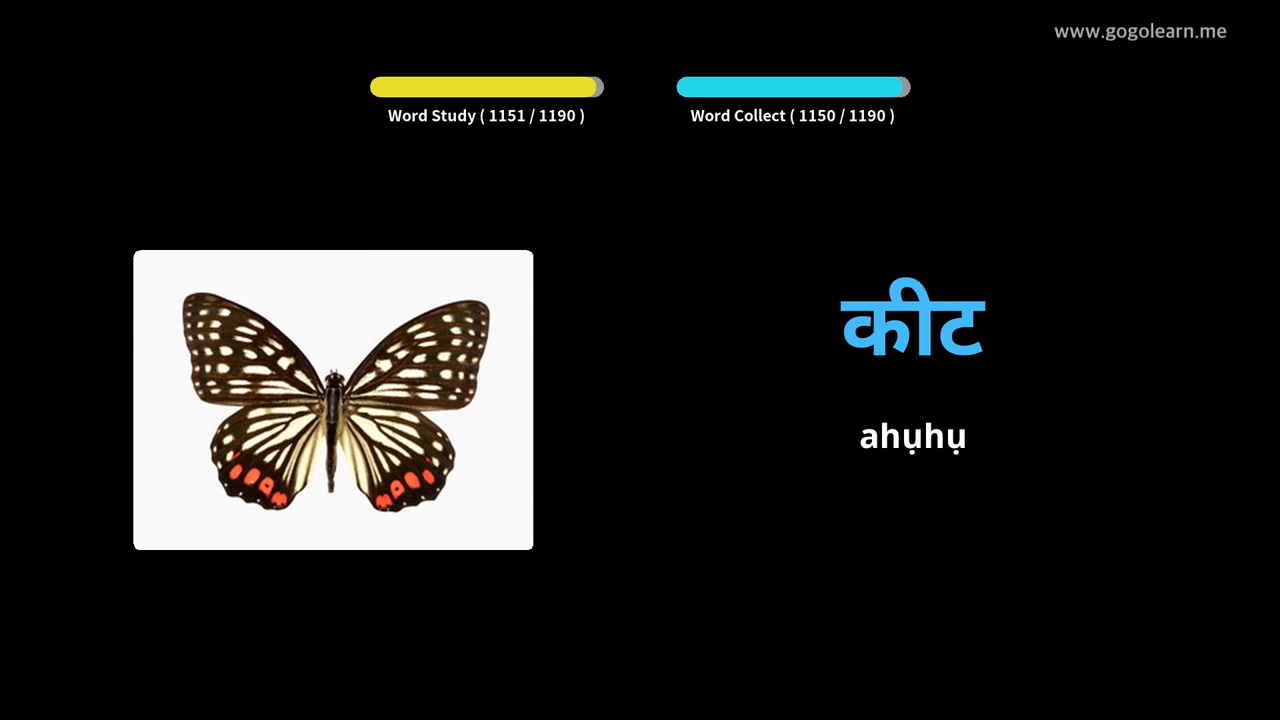 www.gogolearn.me
Word Study ( 1151 / 1190 )
Word Collect ( 1150 / 1190 )
कीट
ahụhụ